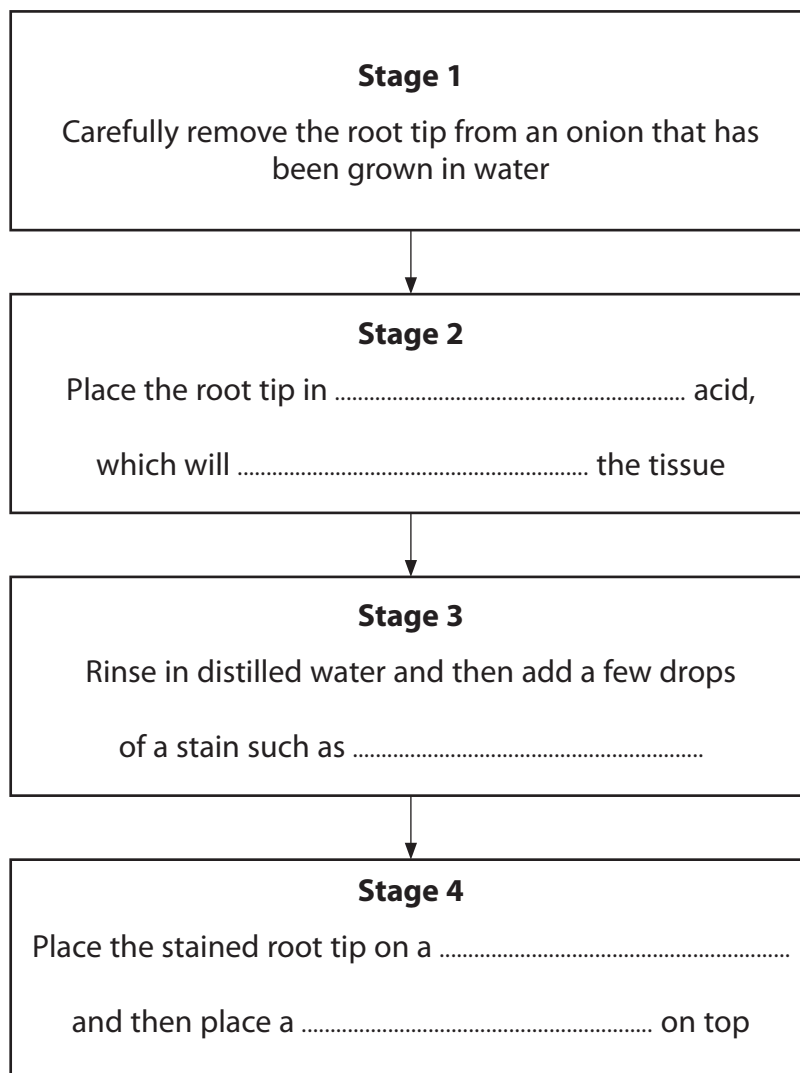 Stage 1
Carefully remove the root tip from an onion that has
been grown in water
Stage 2
Place the root tip in ............................................................. acid,
which will ............................................................. the tissue
Stage 3
Rinse in distilled water and then add a few drops
of a stain such as .............................................................
Stage 4
Place the stained root tip on a .............................................................
and then place a ............................................................. on top